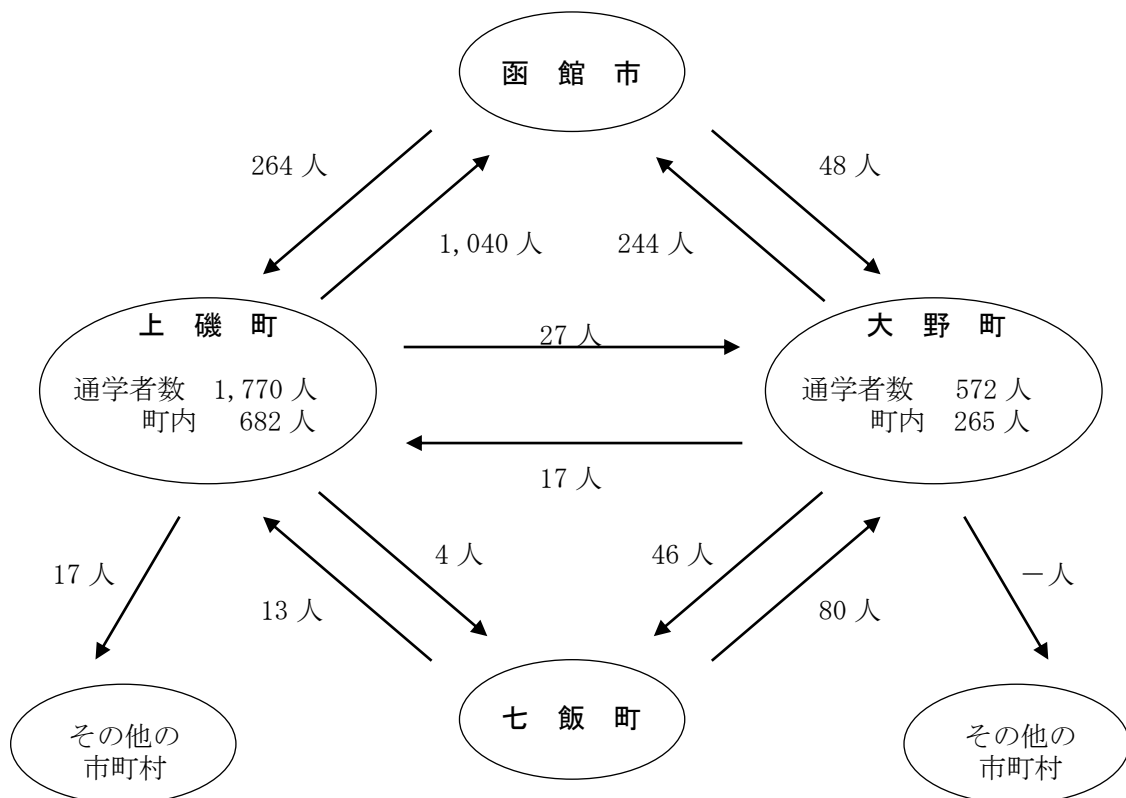 函 館 市
264 人
48 人
1,040 人
244 人
上 磯 町
通学者数 1,770 人
町内 682 人
27 人
大 野 町
通学者数 572 人
町内 265 人
17 人
17 人
4 人
46 人
－人
13 人
80 人
その他の
市町村
七 飯 町
その他の
市町村